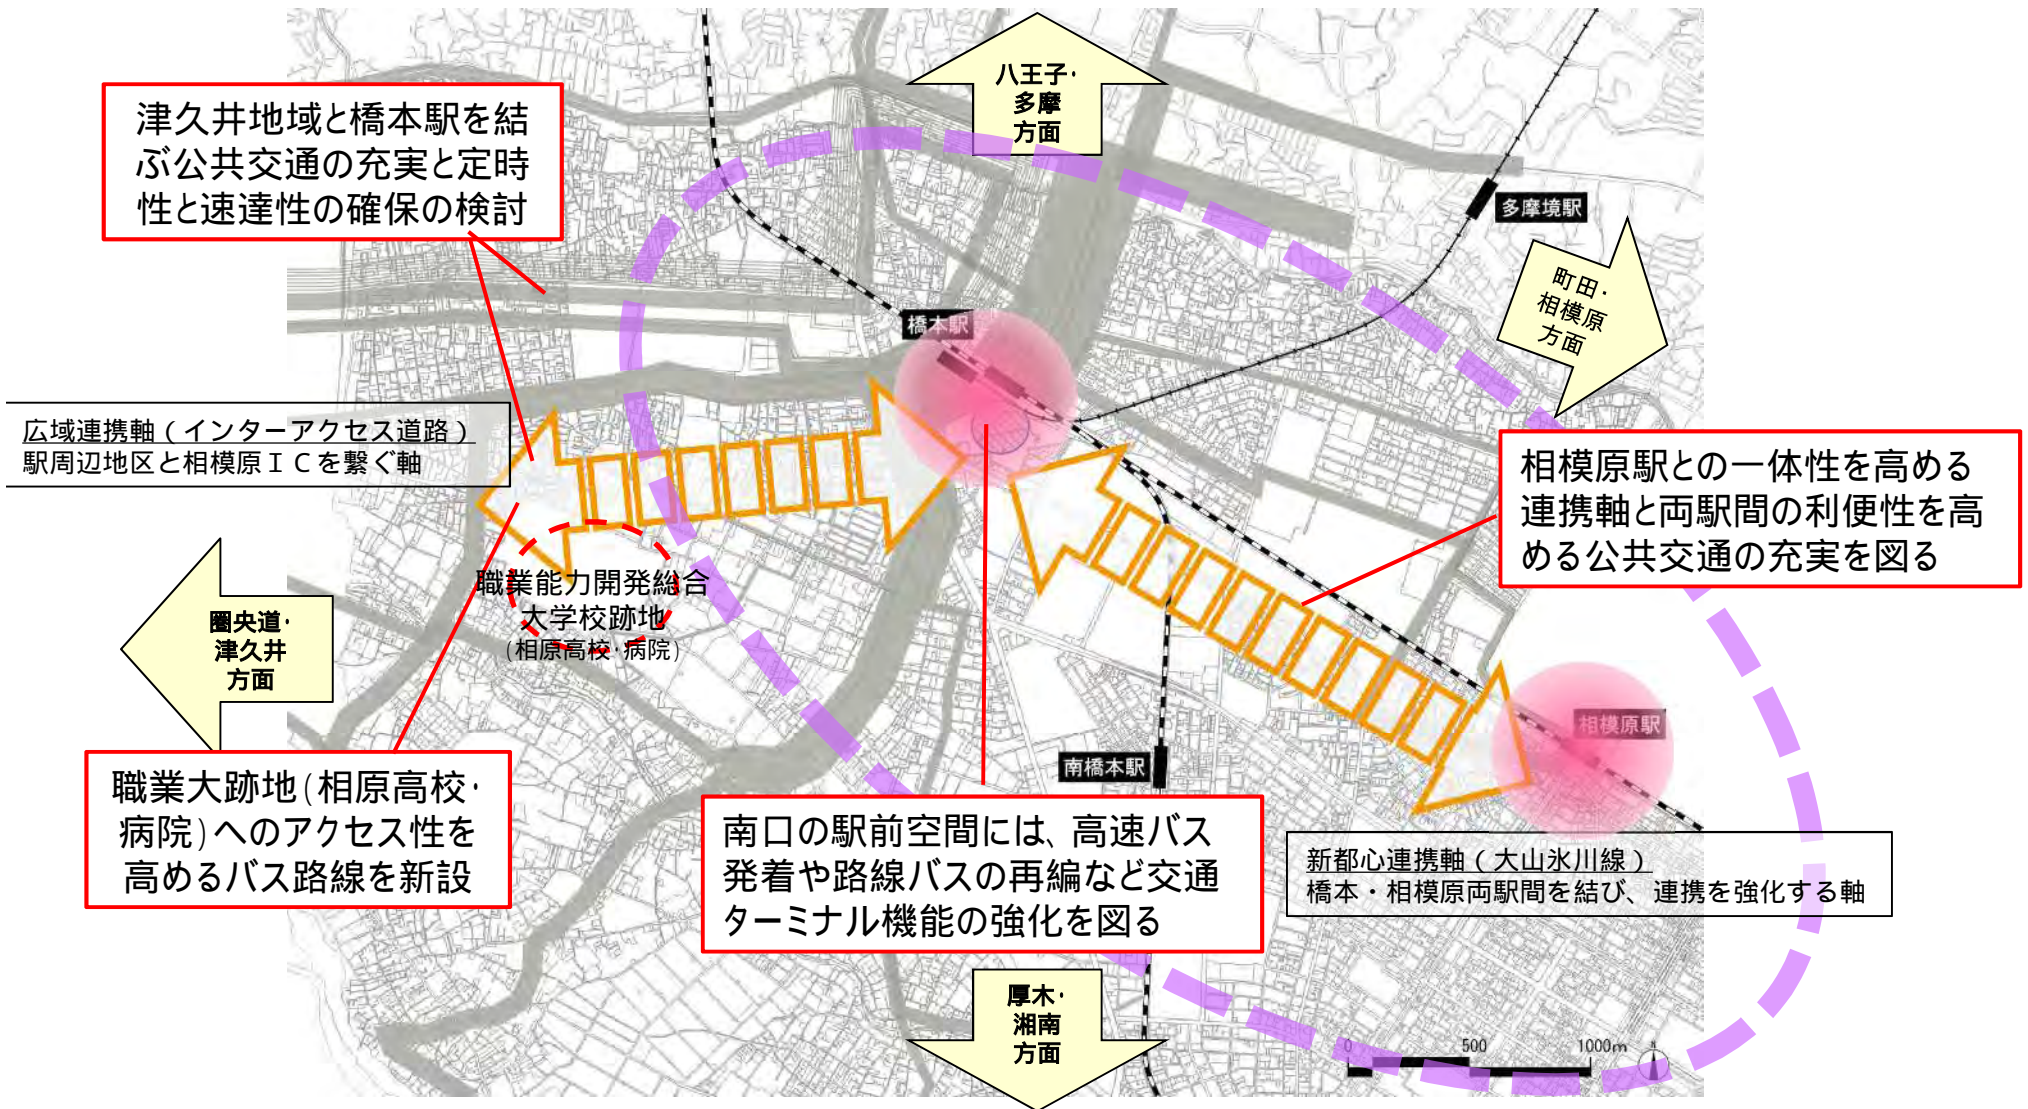 八王子・
多摩
方面
津久井地域と橋本駅を結
ぶ公共交通の充実と定時
性と速達性の確保の検討
多摩境駅
町田・
相模原
方面
橋本駅
広域連携軸（インターアクセス道路）
駅周辺地区と相模原ＩＣを繋ぐ軸
相模原駅との一体性を高める
連携軸と両駅間の利便性を高
める公共交通の充実を図る
職業能力開発総合
大学校跡地
(相原高校・病院)
圏央道・
津久井
方面
相模原駅
南橋本駅
職業大跡地(相原高校・
病院)へのアクセス性を
高めるバス路線を新設
南口の駅前空間には、高速バス
発着や路線バスの再編など交通
ターミナル機能の強化を図る
新都心連携軸（大山氷川線）
橋本・相模原両駅間を結び、連携を強化する軸
厚木・
湘南
方面
0 500 1000m
N